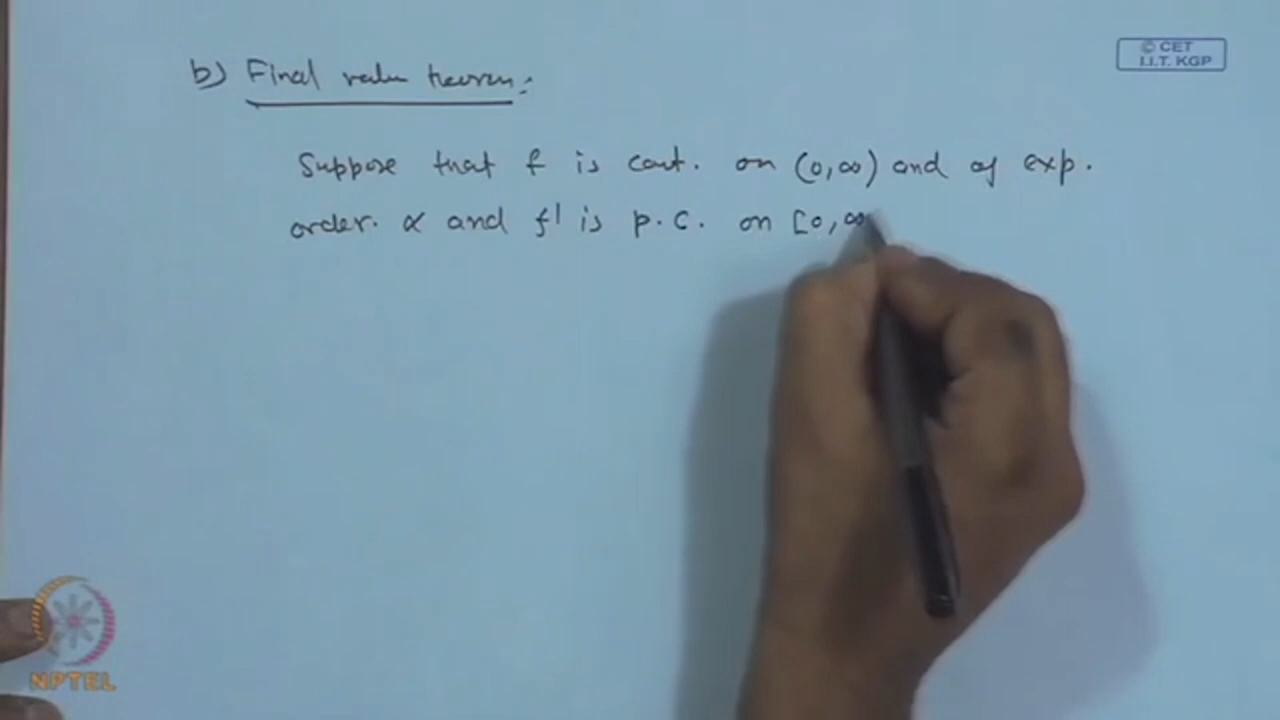 © CET
I.I.T. KGP
b) Final value theorem:
Suppose that f is cont. on (0,∞) and of exp.
order. α and f' is p.c. on [0,∞
NPTEL